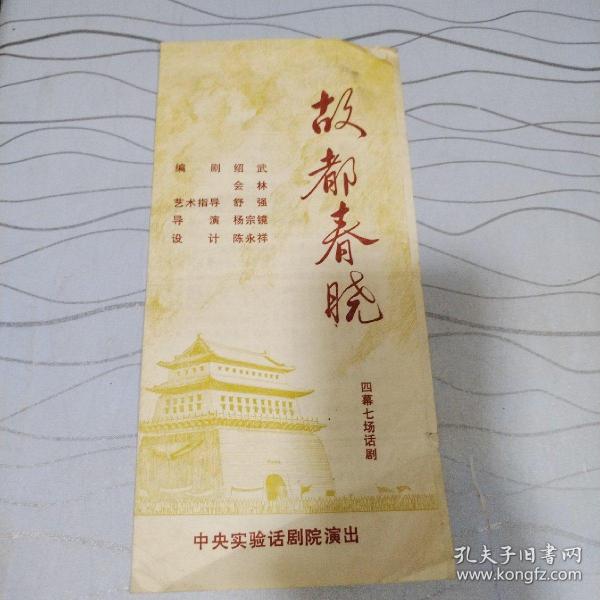 故都春晓
编剧 绍武
会林
艺术指导 舒强
导演 杨宗镜
设计 陈永祥
四幕七场话剧
中央实验话剧院演出
孔夫子旧书网
www.kongfz.com